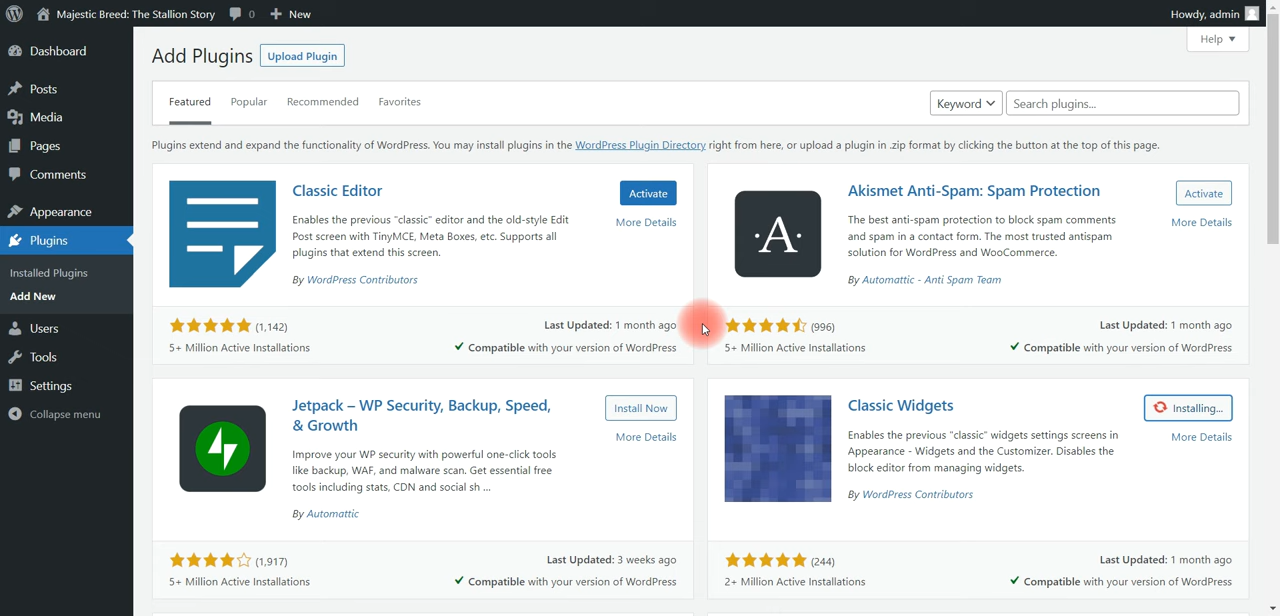 Majestic Breed: The Stallion Story 0 New Howdy, admin
Dashboard
Posts
Media
Pages
Comments
Appearance
Plugins
Installed Plugins
Add New
Users
Tools
Settings
Collapse menu
Help
Add Plugins Upload Plugin
Featured Popular Recommended Favorites Keyword Search plugins...
Plugins extend and expand the functionality of WordPress. You may install plugins in the WordPress Plugin Directory right from here, or upload a plugin in .zip format by clicking the button at the top of this page.
Classic Editor
Activate
More Details
Enables the previous "classic" editor and the old-style Edit
Post screen with TinyMCE, Meta Boxes, etc. Supports all
plugins that extend this screen.
By WordPress Contributors
(1,142) Last Updated: 1 month ago
5+ Million Active Installations Compatible with your version of WordPress
·A·
Akismet Anti-Spam: Spam Protection
Activate
More Details
The best anti-spam protection to block spam comments
and spam in a contact form. The most trusted antispam
solution for WordPress and WooCommerce.
By Automattic - Anti Spam Team
(996) Last Updated: 1 month ago
5+ Million Active Installations Compatible with your version of WordPress
Jetpack – WP Security, Backup, Speed,
& Growth
Install Now
More Details
Improve your WP security with powerful one-click tools
like backup, WAF, and malware scan. Get essential free
tools including stats, CDN and social sh ...
By Automattic
(1,917) Last Updated: 3 weeks ago
5+ Million Active Installations Compatible with your version of WordPress
Classic Widgets
Installing...
More Details
Enables the previous "classic" widgets settings screens in
Appearance - Widgets and the Customizer. Disables the
block editor from managing widgets.
By WordPress Contributors
(244) Last Updated: 1 month ago
2+ Million Active Installations Compatible with your version of WordPress